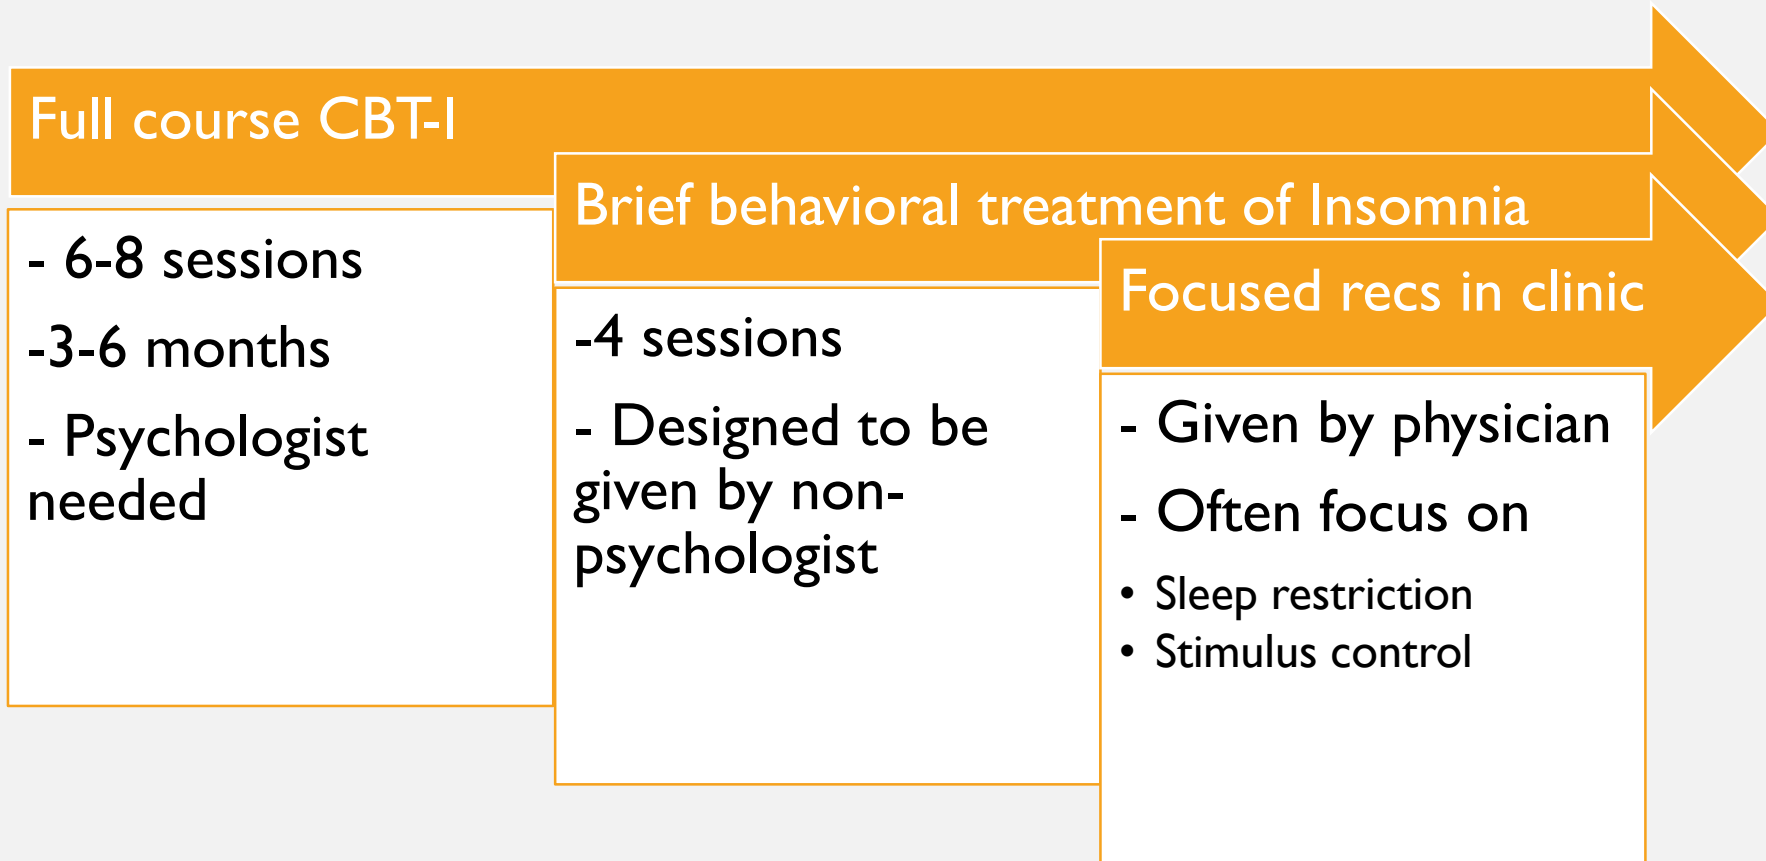 Full course CBT-I
- 6-8 sessions
-3-6 months
- Psychologist
needed
Brief behavioral treatment of Insomnia
-4 sessions
- Designed to be
given by non-
psychologist
Focused recs in clinic
- Given by physician
- Often focus on
• Sleep restriction
• Stimulus control